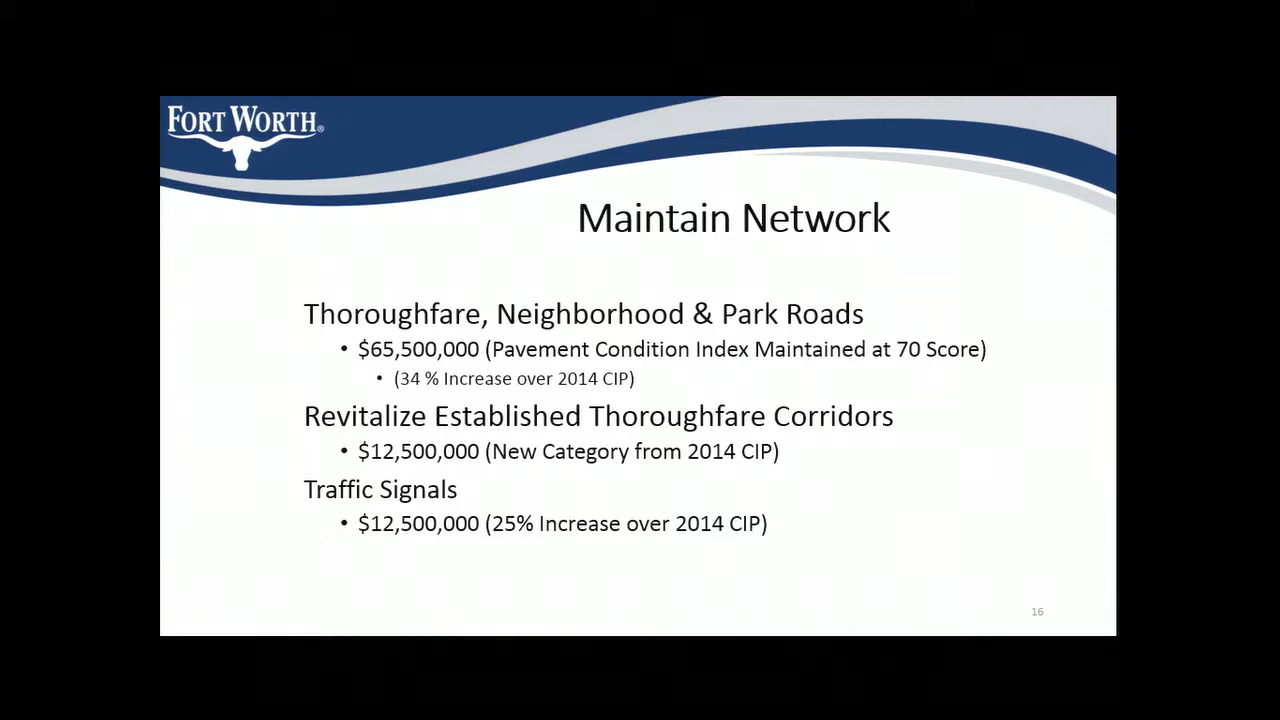 FORT WORTH®
Maintain Network
Thoroughfare, Neighborhood & Park Roads
• $65,500,000 (Pavement Condition Index Maintained at 70 Score)
• (34 % Increase over 2014 CIP)
Revitalize Established Thoroughfare Corridors
• $12,500,000 (New Category from 2014 CIP)
Traffic Signals
• $12,500,000 (25% Increase over 2014 CIP)
16